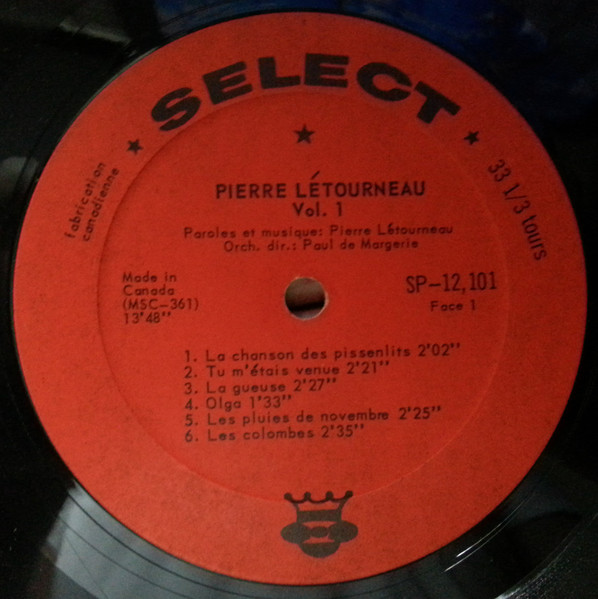 SELECT
fabrication
canadienne
33 1/3 tours
PIERRE LÉTOURNEAU
Vol. 1
Paroles et musique: Pierre Létourneau
Orch. dir.: Paul de Margerie
Made in
Canada
(MSC-361)
13'48''
SP-12,101
Face 1
1. La chanson des pissenlits 2'02''
2. Tu m'étais venue 2'21''
3. La gueuse 2'27''
4. Olga 1'33''
5. Les pluies de novembre 2'25''
6. Les colombes 2'35''